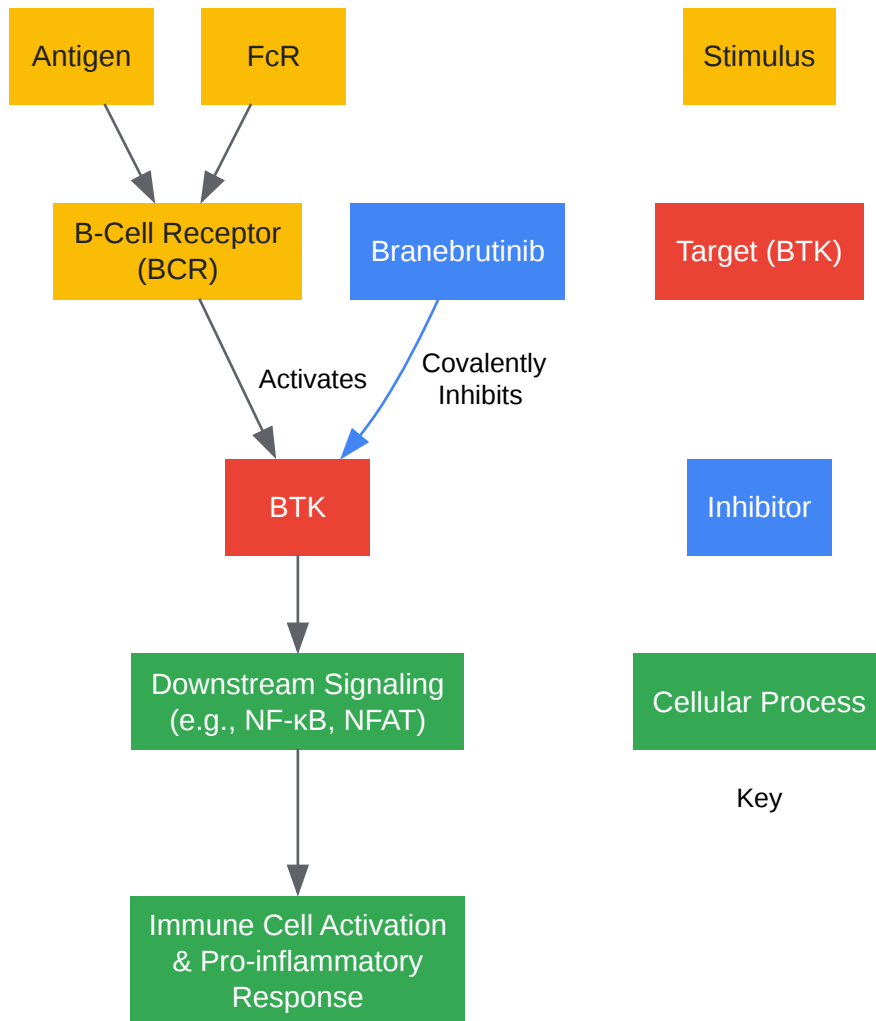 Antigen
FcR
Stimulus
B-Cell Receptor
(BCR)
Branebrutinib
Target (BTK)
Activates
Covalently
Inhibits
BTK
Inhibitor
Downstream Signaling
(e.g., NF-κB, NFAT)
Cellular Process
Key
Immune Cell Activation
& Pro-inflammatory
Response